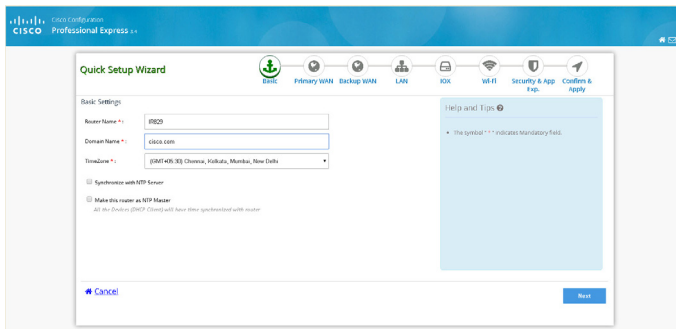 Cisco Configuration
CISCO Professional Express
Quick Setup Wizard
Basic
Primary WAN
Backup WAN
LAN
IOX
Wi-Fi
Security & App Exp.
Confirm & Apply
Basic Settings
Router Name * :
IR829
Domain Name * :
cisco.com
TimeZone * :
(GMT+05:30) Chennai, Kolkata, Mumbai, New Delhi
Synchronize with NTP Server
Make this router as NTP Master
All the Devices (DHCP Client) will have time synchronized with router
Help and Tips
The symbol " * " indicates Mandatory field.
Cancel
Next